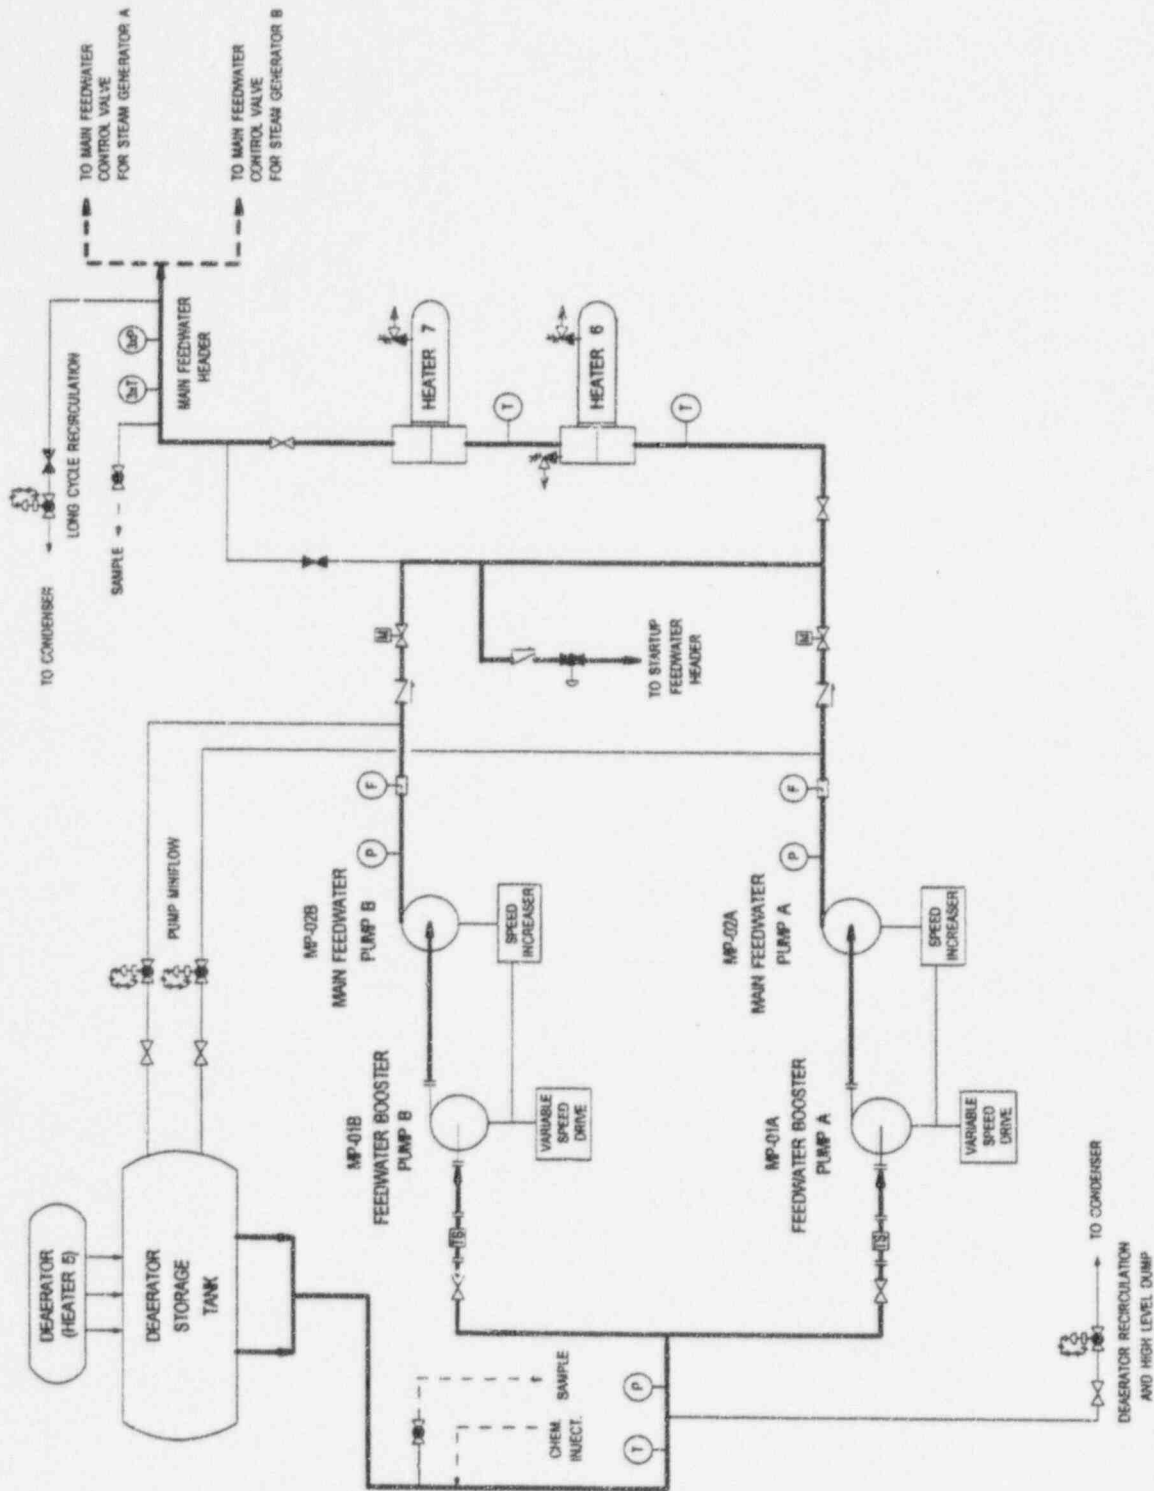 TO MAIN FEEDWATER
CONTROL VALVE
FOR STEAM GENERATOR A
TO MAIN FEEDWATER
CONTROL VALVE
FOR STEAM GENERATOR B
TO CONDENSER
LONG CYCLE RECIRCULATION
SAMPLE
3xT
3xP
MAIN FEEDWATER
HEADER
HEATER 7
T
HEATER 6
T
M
TO STARTUP
FEEDWATER
HEADER
M
PUMP MINIFLOW
F
P
MP-02B
MAIN FEEDWATER
PUMP B
SPEED
INCREASER
F
P
MP-02A
MAIN FEEDWATER
PUMP A
SPEED
INCREASER
MP-01B
FEEDWATER BOOSTER
PUMP B
VARIABLE
SPEED
DRIVE
TS
MP-01A
FEEDWATER BOOSTER
PUMP A
VARIABLE
SPEED
DRIVE
TS
DEAERATOR
(HEATER 5)
DEAERATOR
STORAGE
TANK
SAMPLE
CHEM.
INJECT.
P
T
TO CONDENSER
DEAERATOR RECIRCULATION
AND HIGH LEVEL DUMP